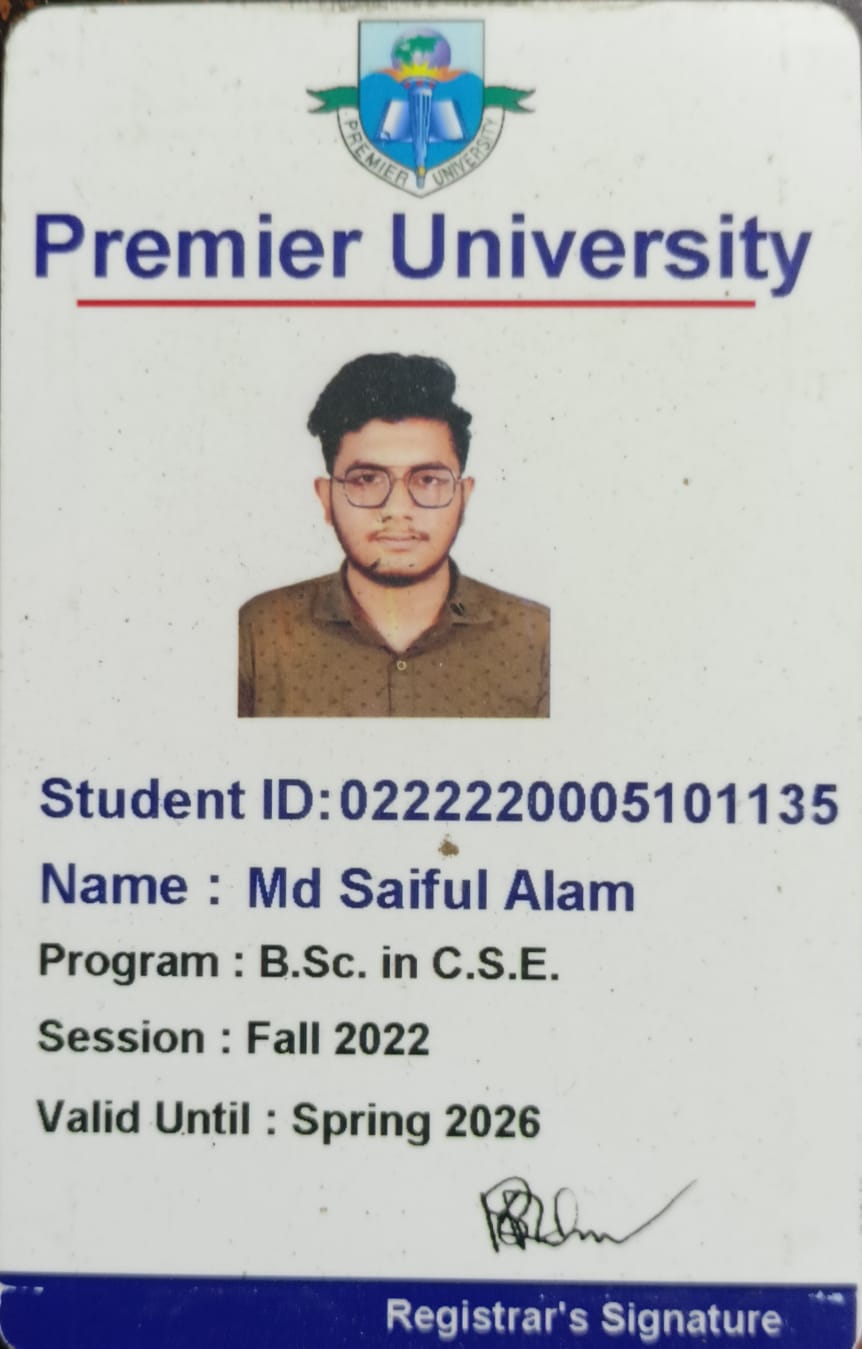 PREMIER UNIVERSITY
Premier University
Student ID:0222220005101135
Name : Md Saiful Alam
Program : B.Sc. in C.S.E.
Session : Fall 2022
Valid Until : Spring 2026
Registrar's Signature